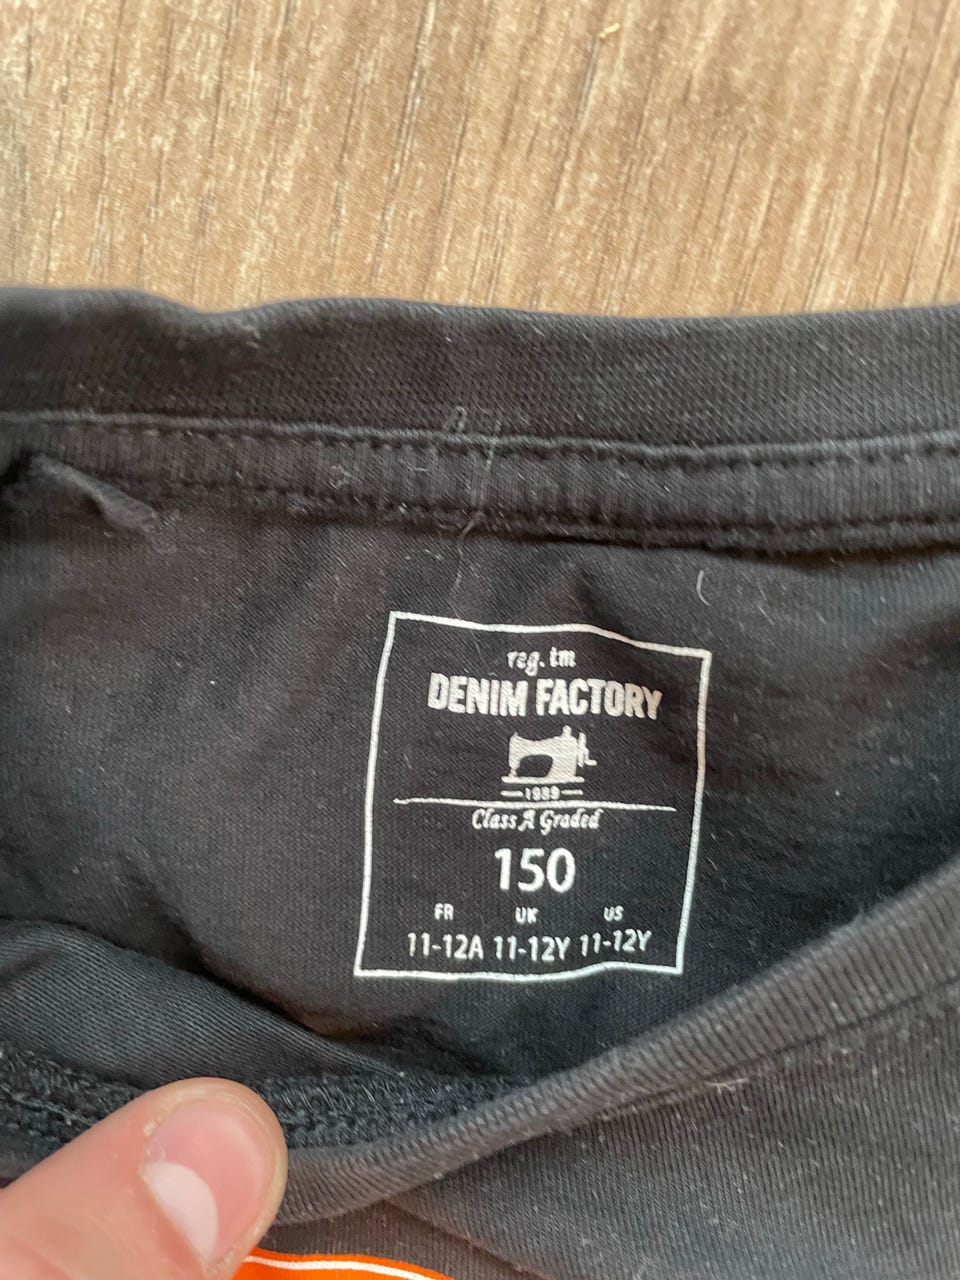 reg. tm
DENIM FACTORY
1989
Class A Graded
150
FR UK US
11-12A 11-12Y 11-12Y